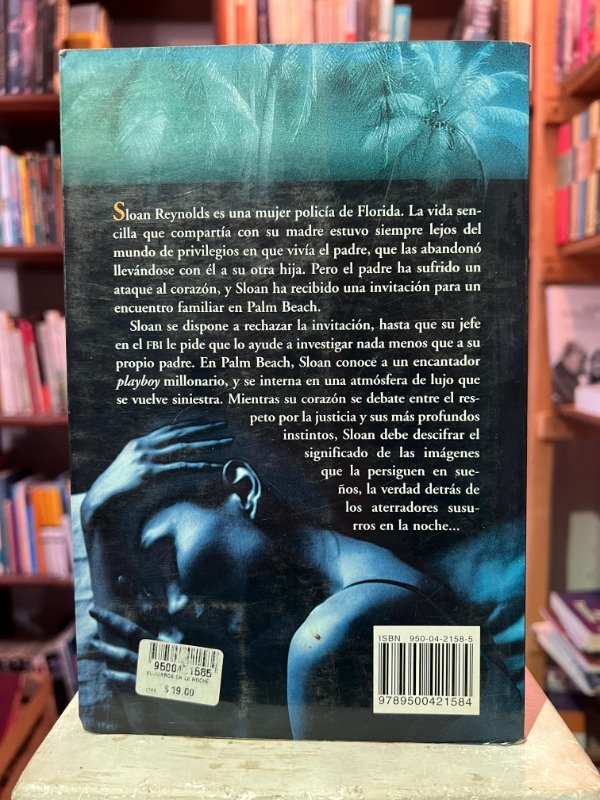 Sloan Reynolds es una mujer policía de Florida. La vida sen-
cilla que compartía con su madre estuvo siempre lejos del
mundo de privilegios en que vivía el padre, que las abandonó
llevándose con él a su otra hija. Pero el padre ha sufrido un
ataque al corazón, y Sloan ha recibido una invitación para un
encuentro familiar en Palm Beach.
Sloan se dispone a rechazar la invitación, hasta que su jefe
en el FBI le pide que lo ayude a investigar nada menos que a su
propio padre. En Palm Beach, Sloan conoce a un encantador
playboy millonario, y se interna en una atmósfera de lujo que
se vuelve siniestra. Mientras su corazón se debate entre el res-
peto por la justicia y sus más profundos
instintos, Sloan debe descifrar el
significado de las imágenes
que la persiguen en sue-
ños, la verdad detrás de
los aterradores susu-
rros en la noche...
ISBN 950-04-2158-5
9789500421584
SUSURROS EN LA NOCHE
$ 19.00